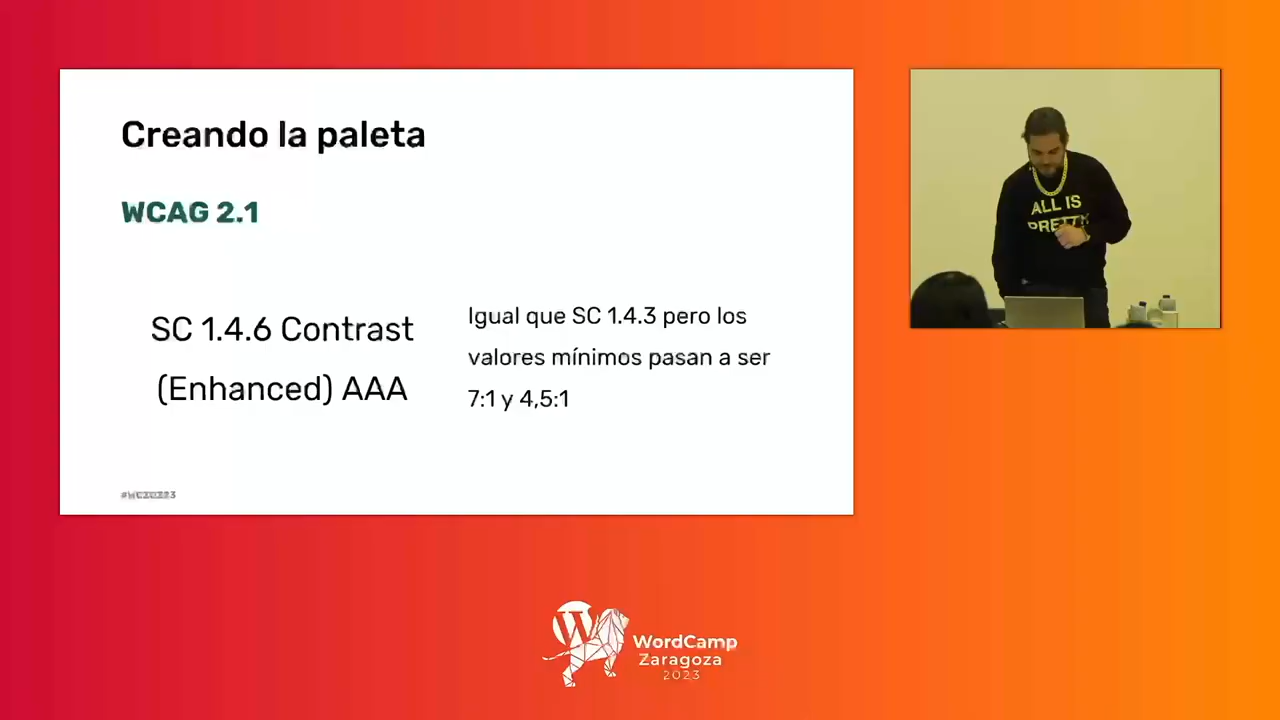 Creando la paleta
WCAG 2.1
SC 1.4.6 Contrast
(Enhanced) AAA
Igual que SC 1.4.3 pero los
valores mínimos pasan a ser
7:1 y 4,5:1
ALL IS
PRETTY
WordCamp
Zaragoza
2023